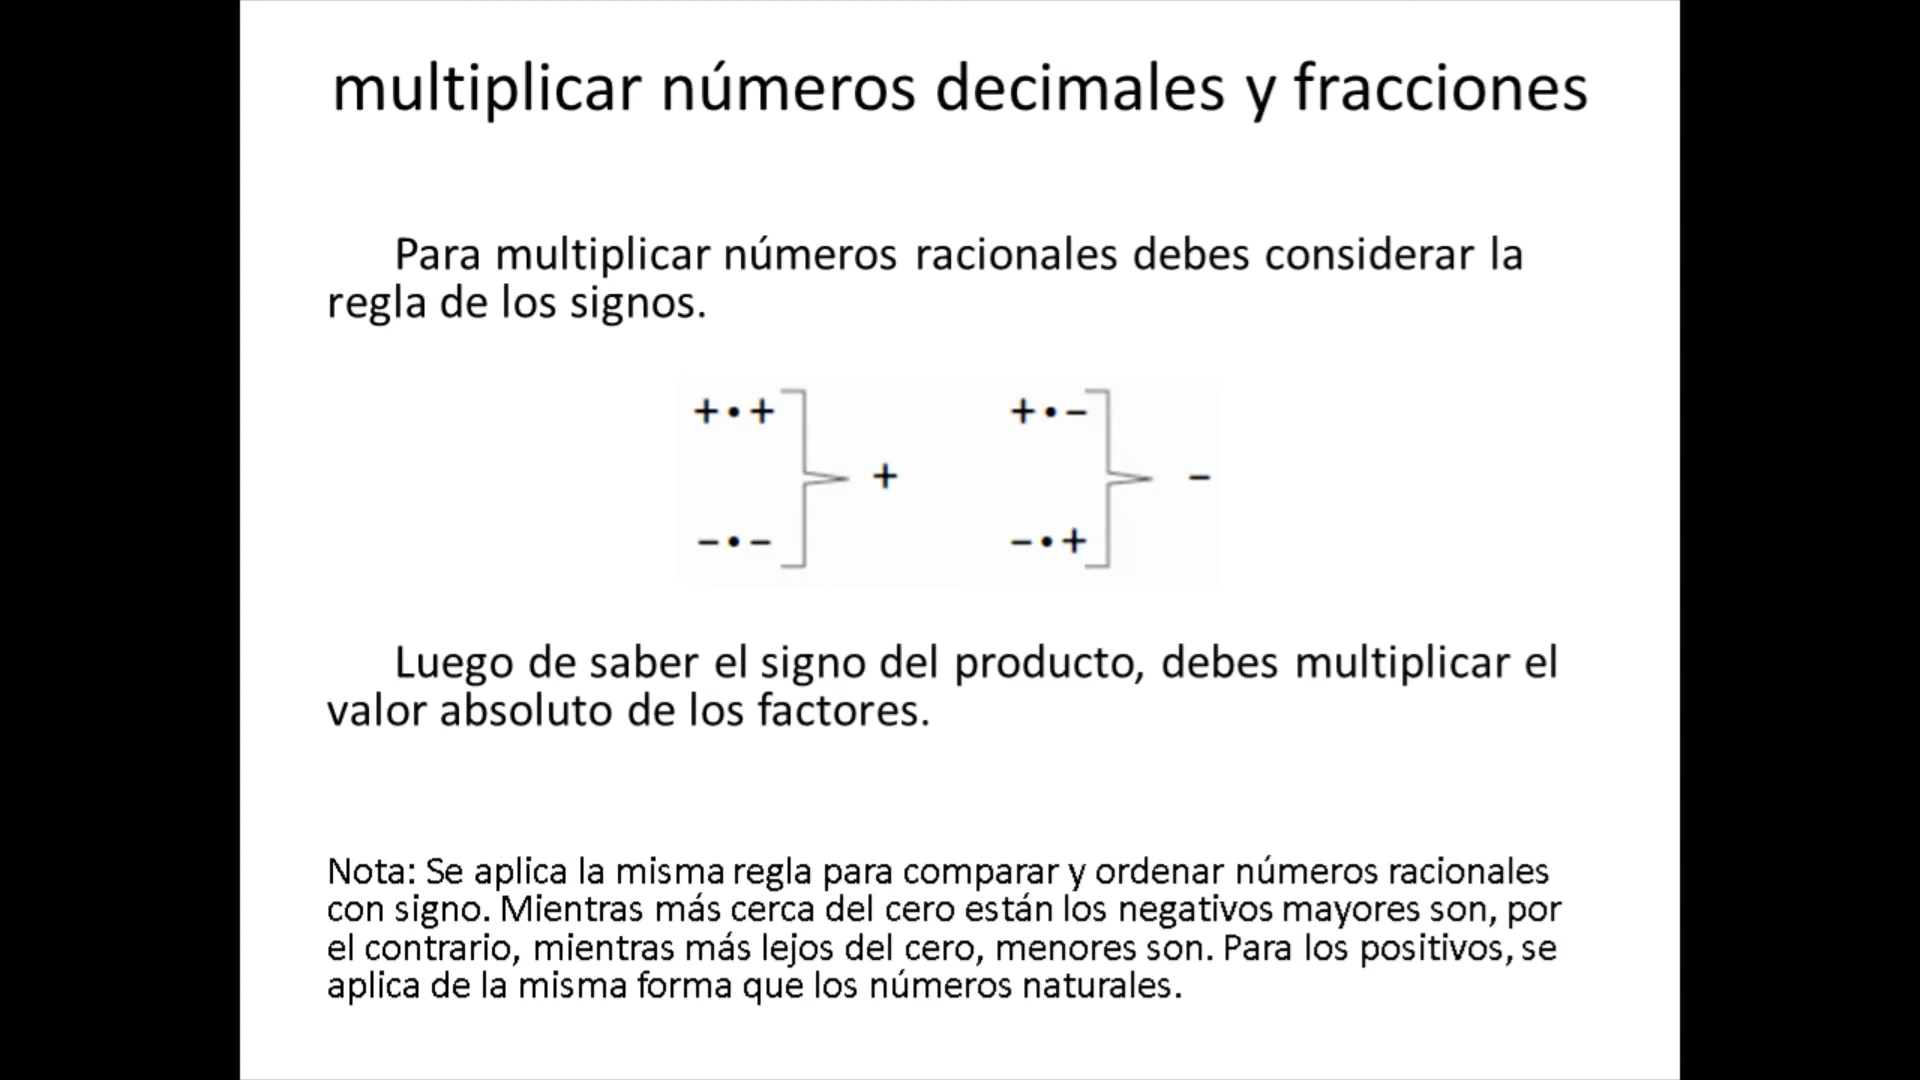 multiplicar números decimales y fracciones
Para multiplicar números racionales debes considerar la
regla de los signos.
+•+ +•−
+ −
−•− −•+
Luego de saber el signo del producto, debes multiplicar el
valor absoluto de los factores.
Nota: Se aplica la misma regla para comparar y ordenar números racionales
con signo. Mientras más cerca del cero están los negativos mayores son, por
el contrario, mientras más lejos del cero, menores son. Para los positivos, se
aplica de la misma forma que los números naturales.